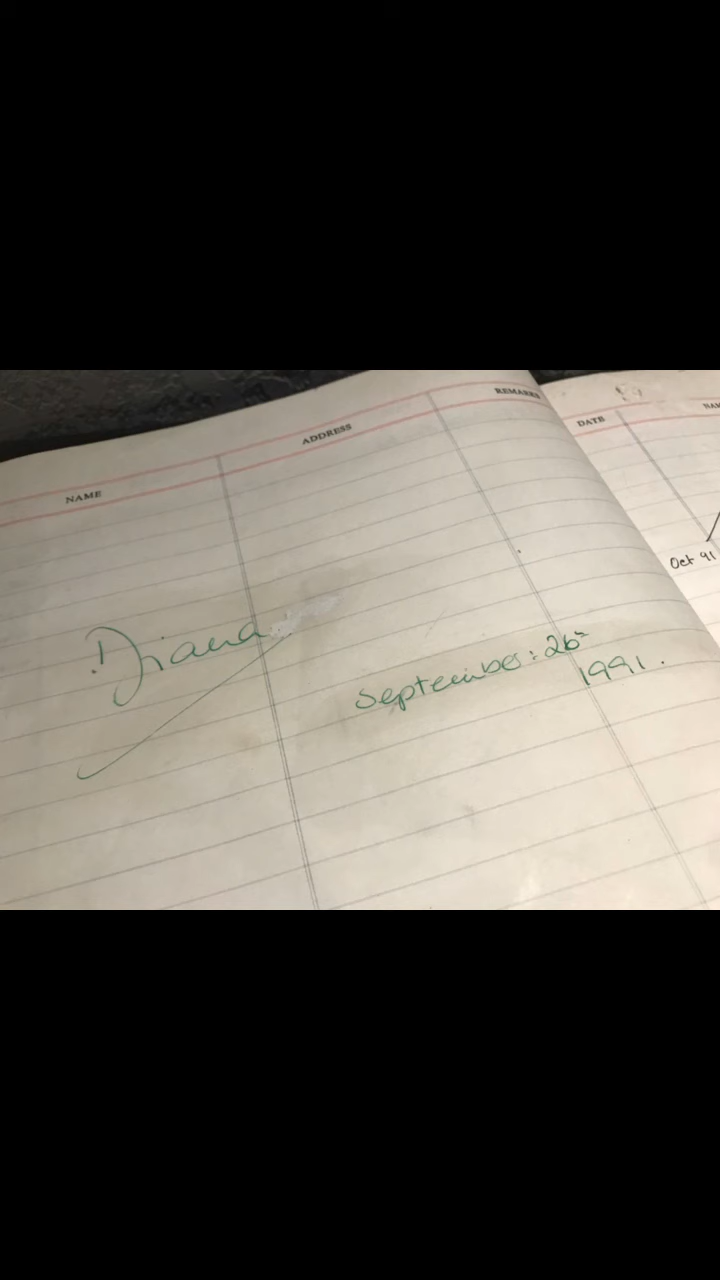 NAME ADDRESS REMARKS
DATE
Oct 91
Diana
September: 26
1991.